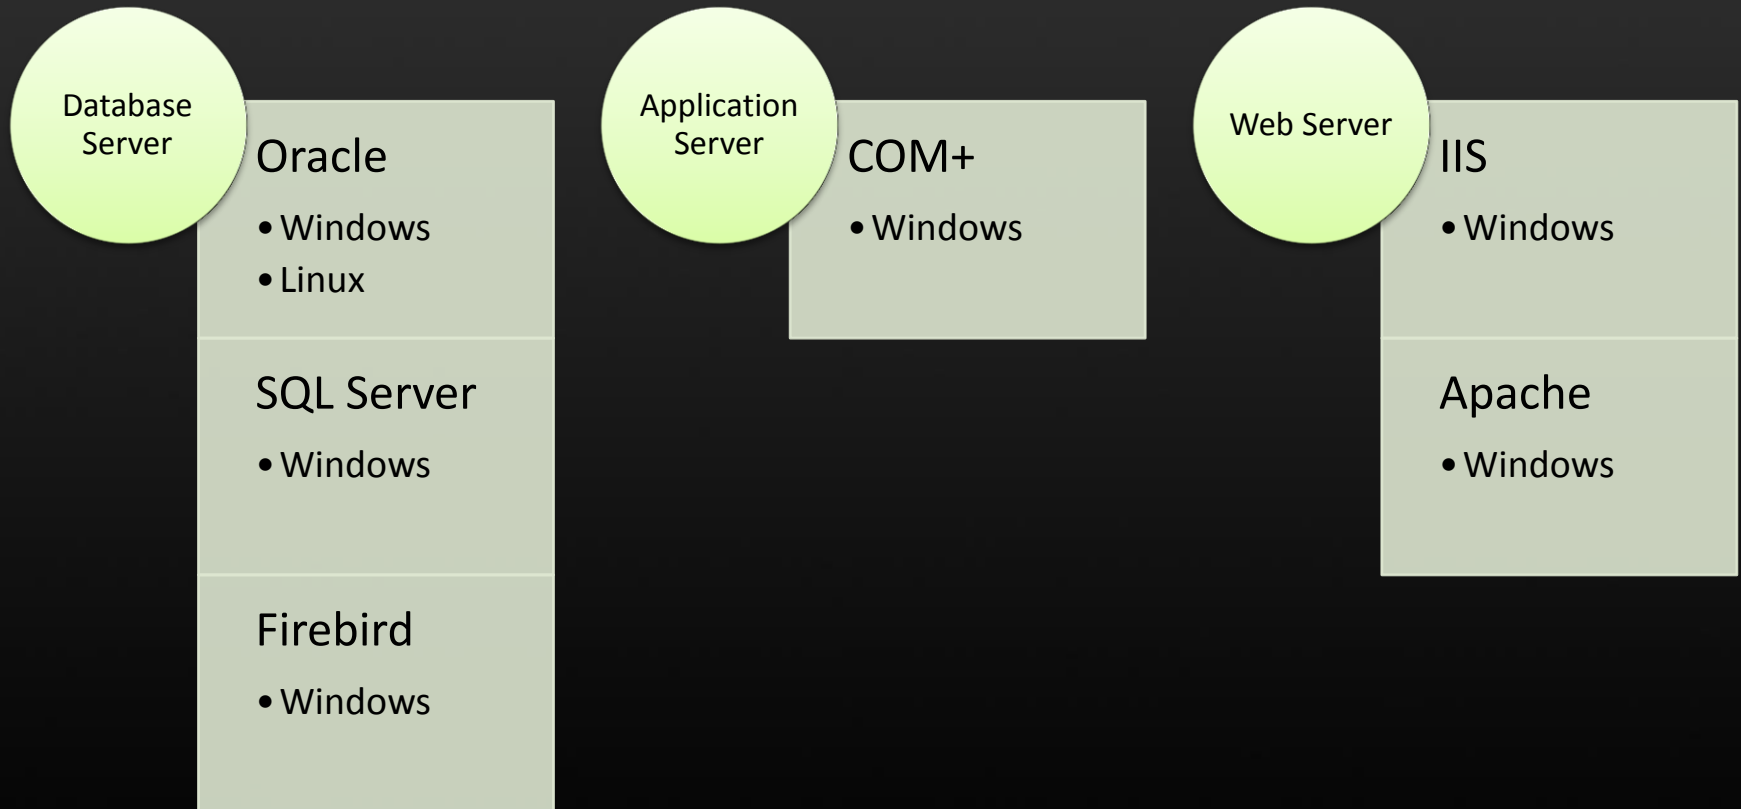 Database
Server
Oracle
•Windows
•Linux
SQL Server
•Windows
Firebird
•Windows
Application
Server
COM+
•Windows
Web Server
IIS
•Windows
Apache
•Windows